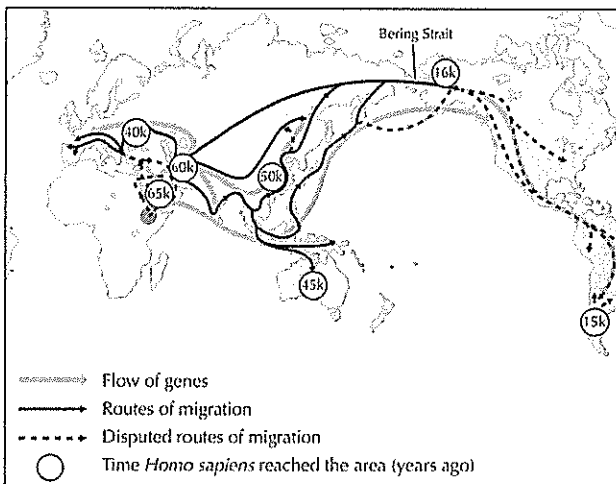 Bering Strait
16k
40k
60k
50k
65k
45k
15k
Flow of genes
Routes of migration
Disputed routes of migration
Time Homo sapiens reached the area (years ago)